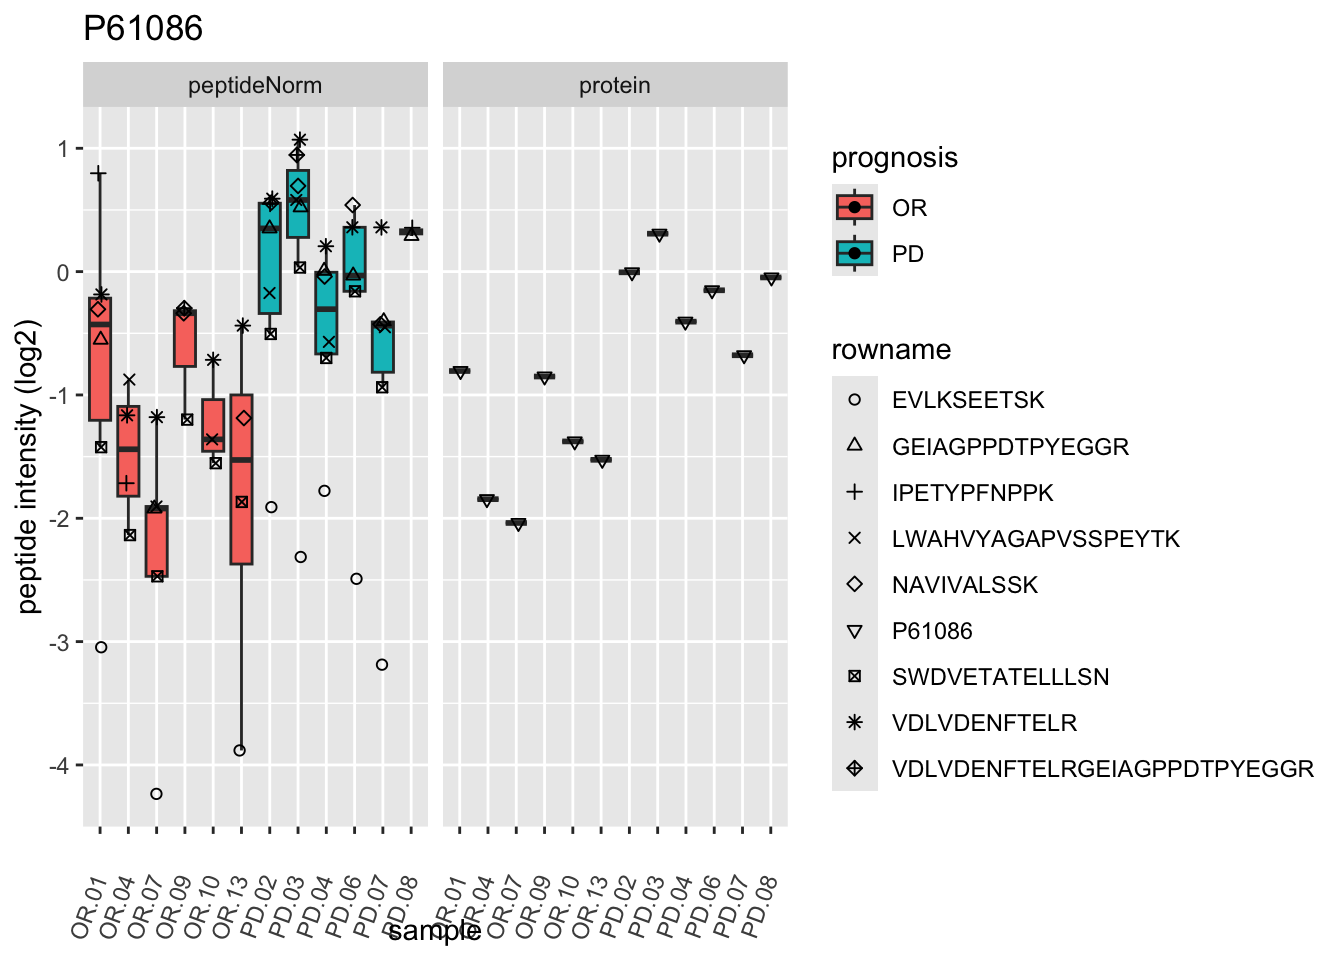 P61086
peptideNorm
protein
peptide intensity (log2)
1
0
-1
-2
-3
-4
OR.01
OR.04
OR.07
OR.09
OR.10
OR.13
PD.02
PD.03
PD.04
PD.06
PD.07
PD.08
OR.01
OR.04
OR.07
OR.09
OR.10
OR.13
PD.02
PD.03
PD.04
PD.06
PD.07
PD.08
sample
prognosis
OR
PD
rowname
EVLKSEETSK
GEIAGPPDTPYEGGR
IPETYPFNPPK
LWAHVYAGAPVSSPEYTK
NAVIVALSSK
P61086
SWDVETATELLLSN
VDLVDENFTELR
VDLVDENFTELRGEIAGPPDTPYEGGR